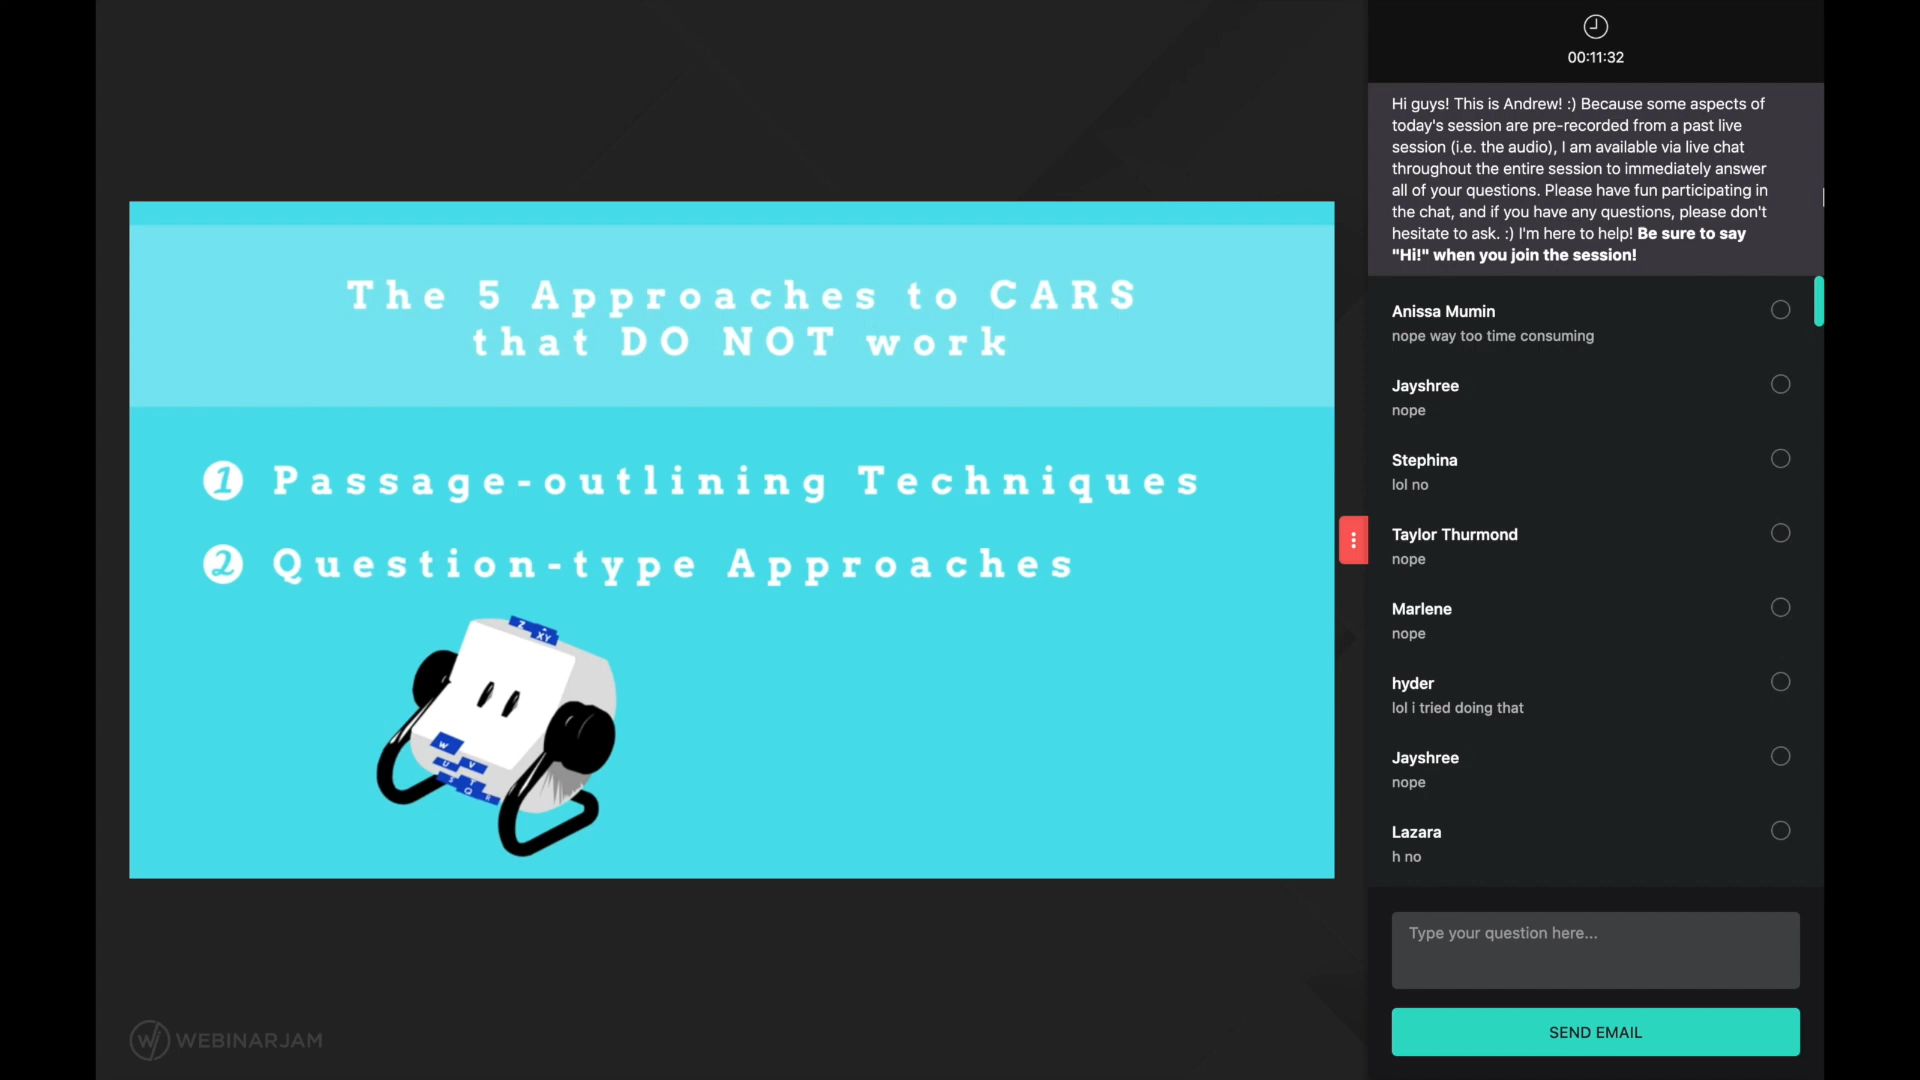 The 5 Approaches to CARS
that DO NOT work
1 Passage-outlining Techniques
2 Question-type Approaches
Z
XY
W
U V
S T
Q R
WEBINARJAM
00:11:32
Hi guys! This is Andrew! :) Because some aspects of
today's session are pre-recorded from a past live
session (i.e. the audio), I am available via live chat
throughout the entire session to immediately answer
all of your questions. Please have fun participating in
the chat, and if you have any questions, please don't
hesitate to ask. :) I'm here to help! Be sure to say
"Hi!" when you join the session!
Anissa Mumin
nope way too time consuming
Jayshree
nope
Stephina
lol no
Taylor Thurmond
nope
Marlene
nope
hyder
lol i tried doing that
Jayshree
nope
Lazara
h no
Type your question here...
SEND EMAIL